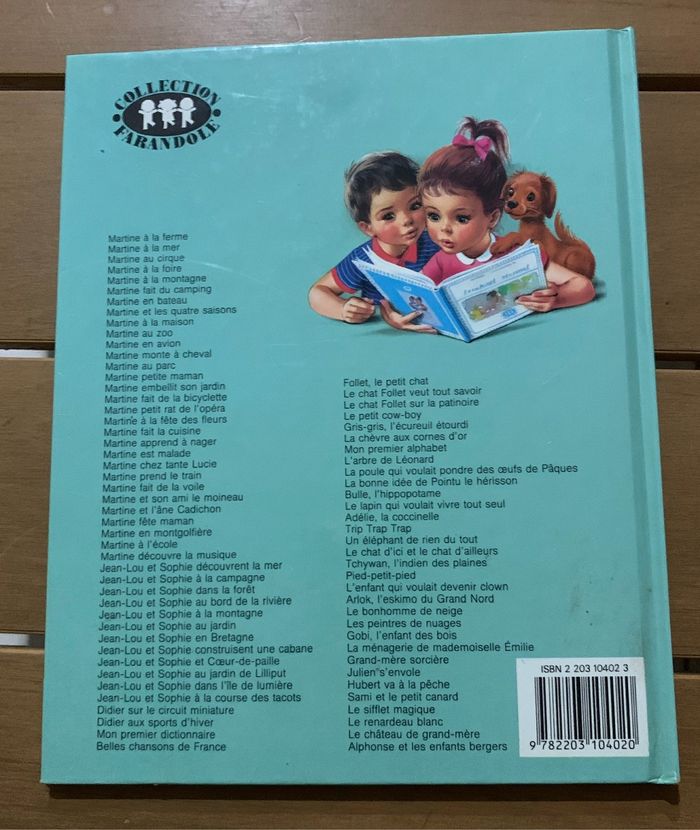 COLLECTION
FARANDOLE
Martine à la ferme
Martine à la mer
Martine au cirque
Martine à la foire
Martine à la montagne
Martine fait du camping
Martine en bateau
Martine et les quatre saisons
Martine à la maison
Martine au zoo
Martine en avion
Martine monte à cheval
Martine au parc
Martine petite maman
Martine embellit son jardin
Martine fait de la bicyclette
Martine petit rat de l'opéra
Martine à la fête des fleurs
Martine fait la cuisine
Martine apprend à nager
Martine est malade
Martine chez tante Lucie
Martine prend le train
Martine fait de la voile
Martine et son ami le moineau
Martine et l'âne Cadichon
Martine fête maman
Martine en montgolfière
Martine à l'école
Martine découvre la musique
Jean-Lou et Sophie découvrent la mer
Jean-Lou et Sophie à la campagne
Jean-Lou et Sophie dans la forêt
Jean-Lou et Sophie au bord de la rivière
Jean-Lou et Sophie à la montagne
Jean-Lou et Sophie au jardin
Jean-Lou et Sophie en Bretagne
Jean-Lou et Sophie construisent une cabane
Jean-Lou et Sophie et Cœur-de-paille
Jean-Lou et Sophie au jardin de Lilliput
Jean-Lou et Sophie dans l'île de lumière
Jean-Lou et Sophie à la course des tacots
Didier sur le circuit miniature
Didier aux sports d'hiver
Mon premier dictionnaire
Belles chansons de France
Follet, le petit chat
Le chat Follet veut tout savoir
Le chat Follet sur la patinoire
Le petit cow-boy
Gris-gris, l'écureuil étourdi
La chèvre aux cornes d'or
Mon premier alphabet
L'arbre de Léonard
La poule qui voulait pondre des œufs de Pâques
La bonne idée de Pointu le hérisson
Bulle, l'hippopotame
Le lapin qui voulait vivre tout seul
Adélie, la coccinelle
Trip Trap Trap
Un éléphant de rien du tout
Le chat d'ici et le chat d'ailleurs
Tchywan, l'indien des plaines
Pied-petit-pied
L'enfant qui voulait devenir clown
Arlok, l'eskimo du Grand Nord
Le bonhomme de neige
Les peintres de nuages
Gobi, l'enfant des bois
La ménagerie de mademoiselle Émilie
Grand-mère sorcière
Julien s'envole
Hubert va à la pêche
Sami et le petit canard
Le sifflet magique
Le renardeau blanc
Le château de grand-mère
Alphonse et les enfants bergers
ISBN 2 203 10402 3
9 782203 104020